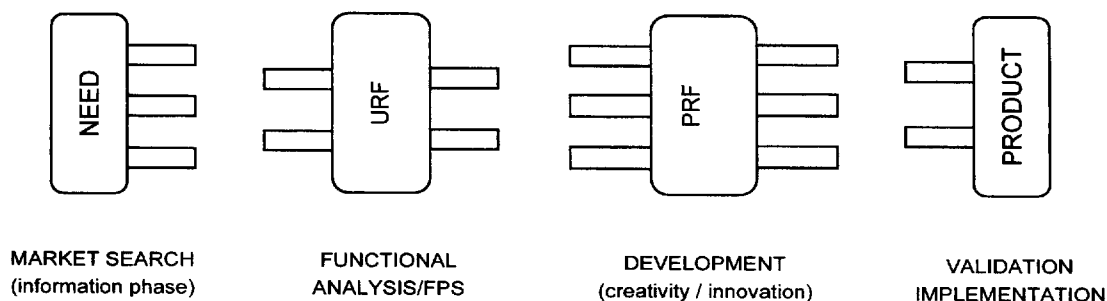 NEED
URF
PRF
PRODUCT
MARKET SEARCH
(information phase)
FUNCTIONAL
ANALYSIS/FPS
DEVELOPMENT
(creativity / innovation)
VALIDATION
IMPLEMENTATION